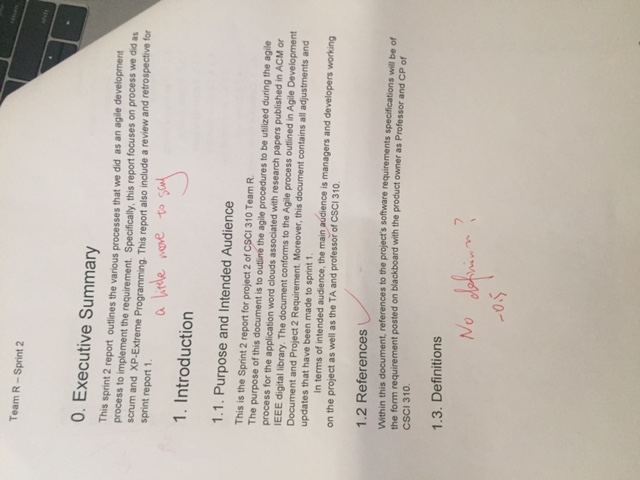 Team R – Sprint 2
0. Executive Summary
This sprint 2 report outlines the various processes that we did as an agile development
process to implement the requirement. Specifically, this report focuses on process we did as
scrum and XP-Extreme Programming. This report also include a review and retrospective for
sprint report 1.
a little more to say
1. Introduction
1.1. Purpose and Intended Audience
This is the Sprint 2 report for project 2 of CSCI 310 Team R.
The purpose of this document is to outline the agile procedures to be utilized during the agile
process for the application word clouds associated with research papers published in ACM or
IEEE digital library. The document conforms to the Agile process outlined in Agile Development
Document and Project 2 Requirement. Moreover, this document contains all adjustments and
updates that have been made to sprint 1.
In terms of intended audience, the main audience is managers and developers working
on the project as well as the TA and professor of CSCI 310.
1.2 References
Within this document, references to the project's software requirements specifications will be of
the form requirement posted on blackboard with the product owner as Professor and CP of
CSCI 310.
1.3. Definitions
No definition?
-0.5